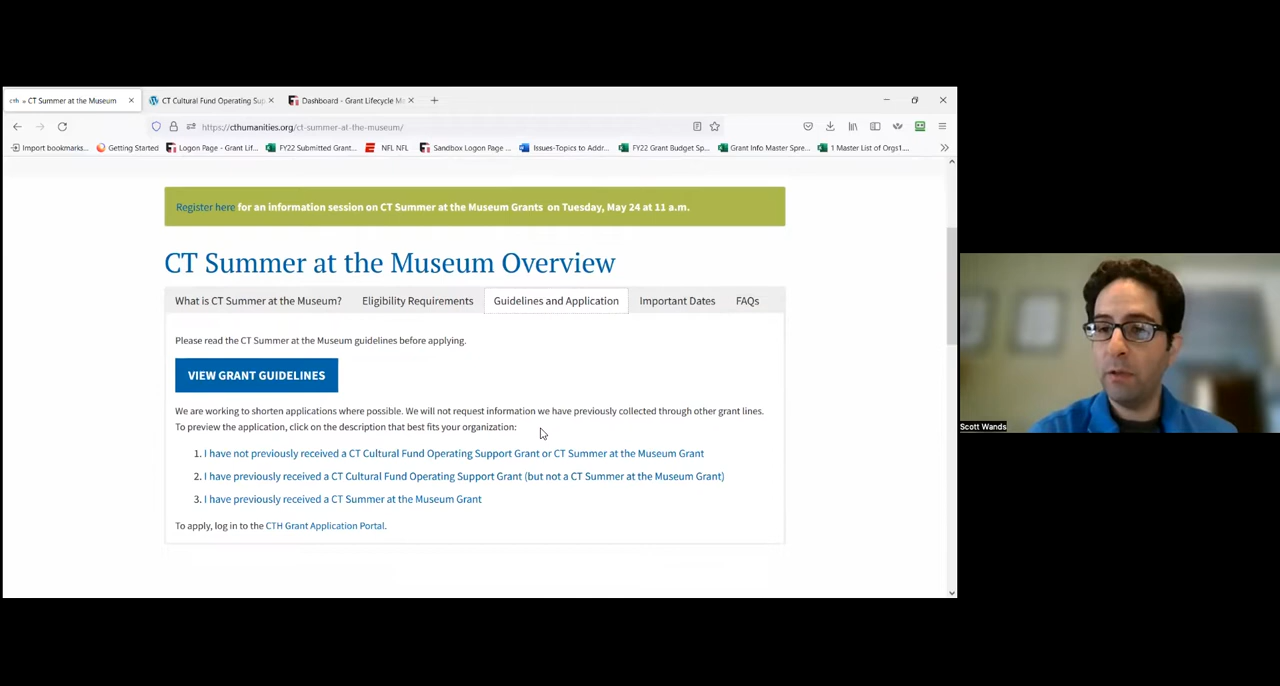 cth » CT Summer at the Museum
CT Cultural Fund Operating Sup
Dashboard - Grant Lifecycle M
https://cthumanities.org/ct-summer-at-the-museum/
Import bookmarks... Getting Started Logon Page - Grant Lif... FY22 Submitted Grant... NFL NFL Sandbox Logon Page ... Issues-Topics to Addr... FY22 Grant Budget Sp... Grant Info Master Spre... 1 Master List of Orgs1....
Register here for an information session on CT Summer at the Museum Grants on Tuesday, May 24 at 11 a.m.
CT Summer at the Museum Overview
What is CT Summer at the Museum? Eligibility Requirements Guidelines and Application Important Dates FAQs
Please read the CT Summer at the Museum guidelines before applying.
VIEW GRANT GUIDELINES
We are working to shorten applications where possible. We will not request information we have previously collected through other grant lines.
To preview the application, click on the description that best fits your organization:
1. I have not previously received a CT Cultural Fund Operating Support Grant or CT Summer at the Museum Grant)
2. I have previously received a CT Cultural Fund Operating Support Grant (but not a CT Summer at the Museum Grant)
3. I have previously received a CT Summer at the Museum Grant
To apply, log in to the CTH Grant Application Portal.
Scott Wands